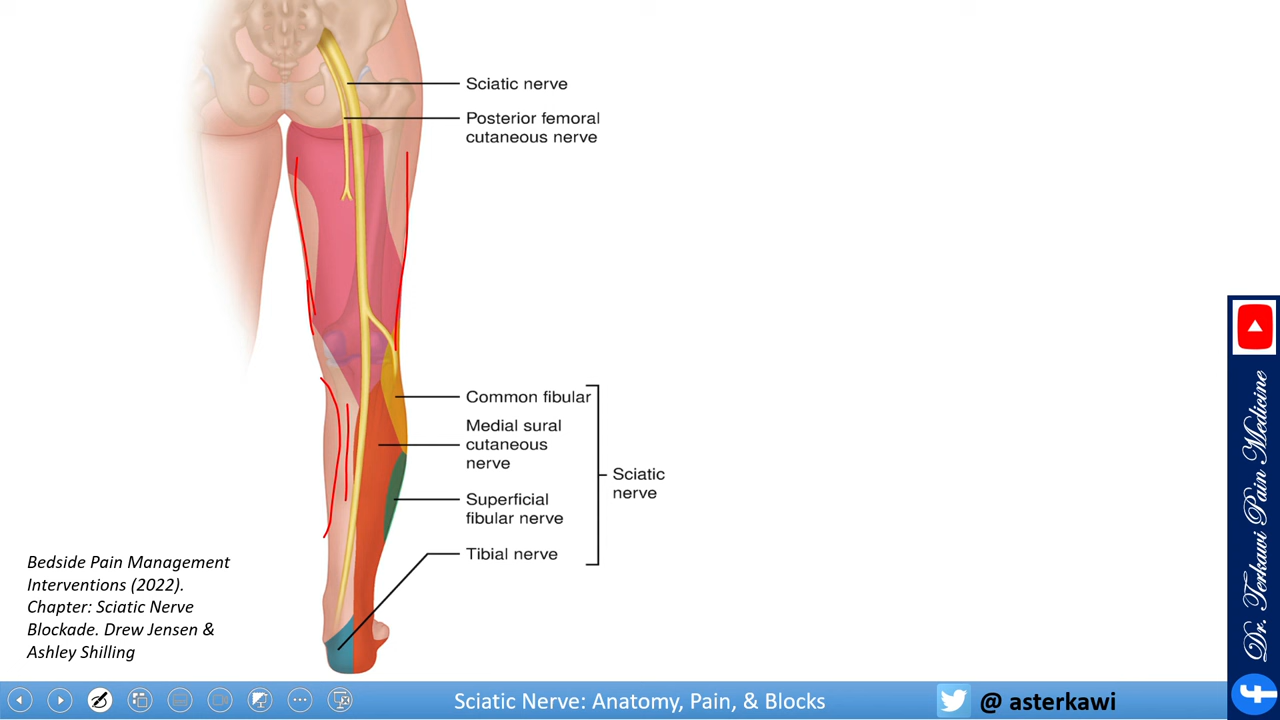 Sciatic nerve
Posterior femoral
cutaneous nerve
Common fibular
Medial sural
cutaneous
nerve
Superficial
fibular nerve
Tibial nerve
Sciatic
nerve
Bedside Pain Management
Interventions (2022).
Chapter: Sciatic Nerve
Blockade. Drew Jensen &
Ashley Shilling
Dr. Terkawi Pain Medicine
Sciatic Nerve: Anatomy, Pain, & Blocks
@ asterkawi